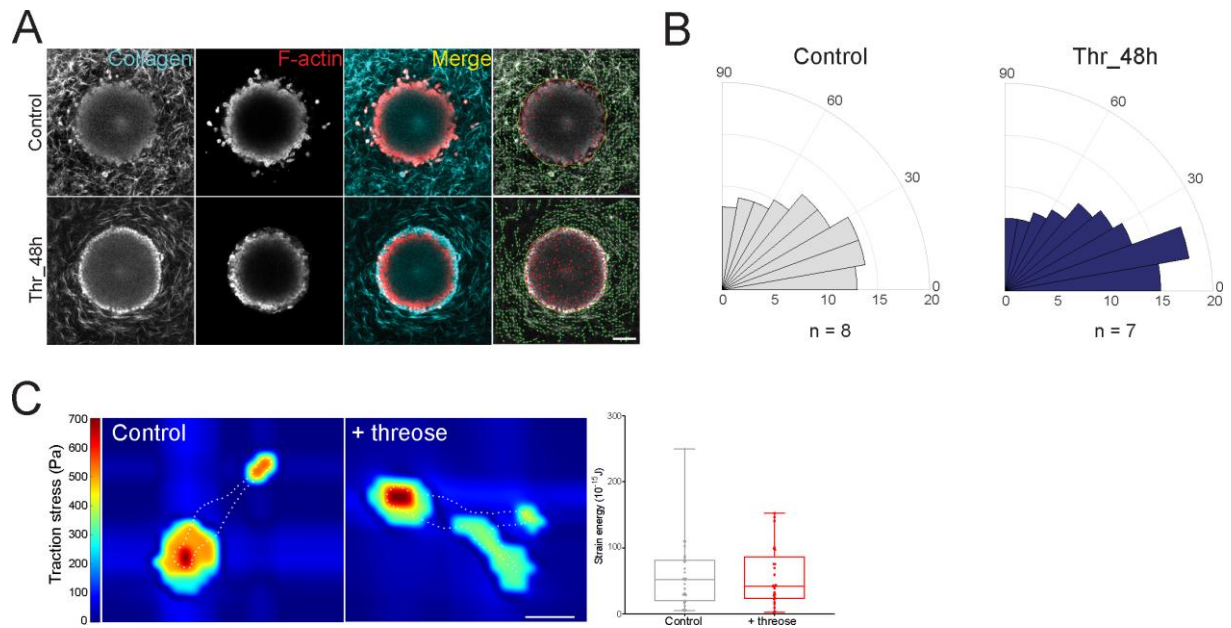 A
Collagen
F-actin
Merge
Control
Thr_48h
B
Control
90
60
30
0
0
5
10
15
20
n = 8
Thr_48h
90
60
30
0
0
5
10
15
20
n = 7
C
Traction stress (Pa)
700
600
500
400
300
200
100
0
Control
+ threose
Strain energy (10⁻¹⁵J)
300
200
100
0
Control
+ threose